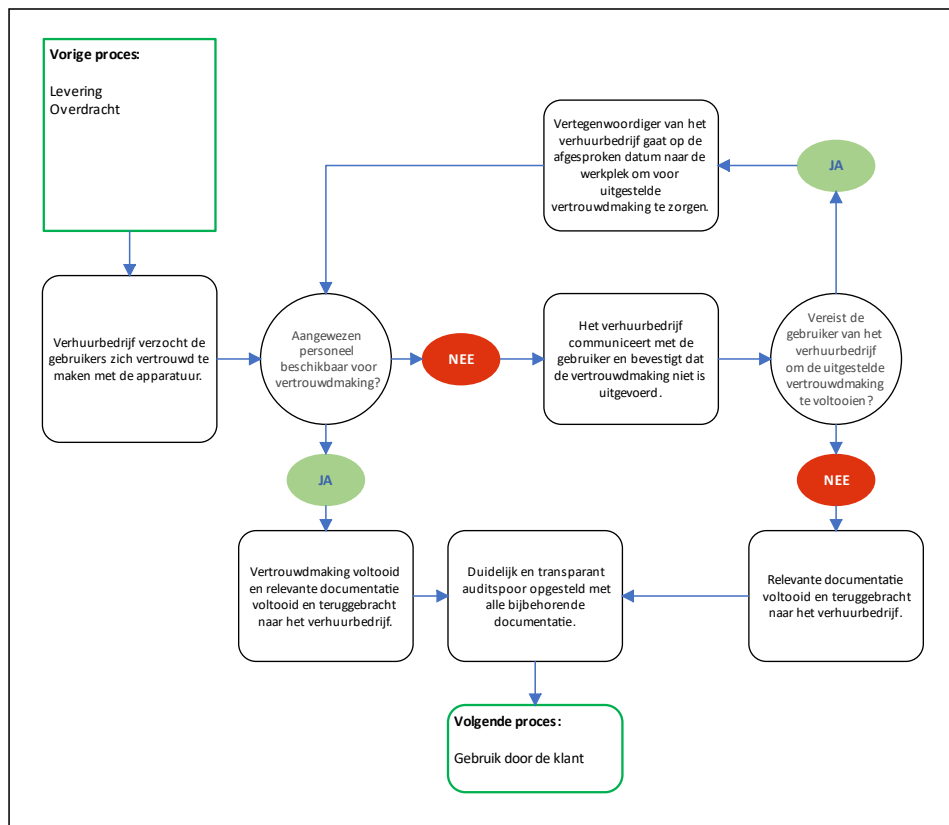 Vorige proces:
Levering
Overdracht
Vertegenwoordiger van het
verhuurbedrijf gaat op de
afgesproken datum naar de
werkplek om voor
uitgestelde
vertrouwdmaking te zorgen.
JA
Verhuurbedrijf verzocht de
gebruikers zich vertrouwd te
maken met de apparatuur.
Aangewezen
personeel
beschikbaar voor
vertrouwdmaking?
NEE
Het verhuurbedrijf
communiceert met de
gebruiker en bevestigt dat
de vertrouwdmaking niet is
uitgevoerd.
Vereist de
gebruiker van het
verhuurbedrijf
om de uitgestelde
vertrouwdmaking
te voltooien?
JA
NEE
Vertrouwdmaking voltooid
en relevante documentatie
voltooid en teruggebracht
naar het verhuurbedrijf.
Duidelijk en transparant
auditspoor opgesteld met
alle bijbehorende
documentatie.
Relevante documentatie
voltooid en teruggebracht
naar het verhuurbedrijf.
Volgende proces:
Gebruik door de klant